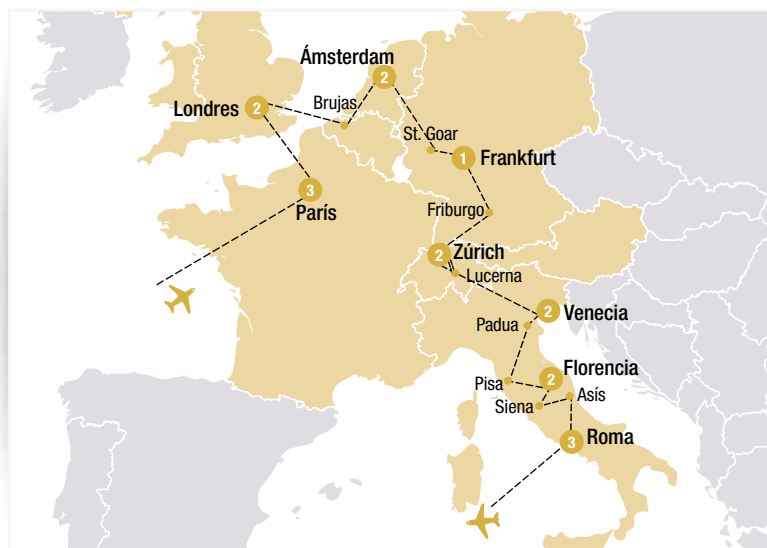 Ámsterdam
2
Brujas
Londres
2
St. Goar
1 Frankfurt
3
París
Friburgo
2 Zúrich
Lucerna
2 Venecia
Padua
Florencia
2
Pisa
Asís
Siena
3 Roma